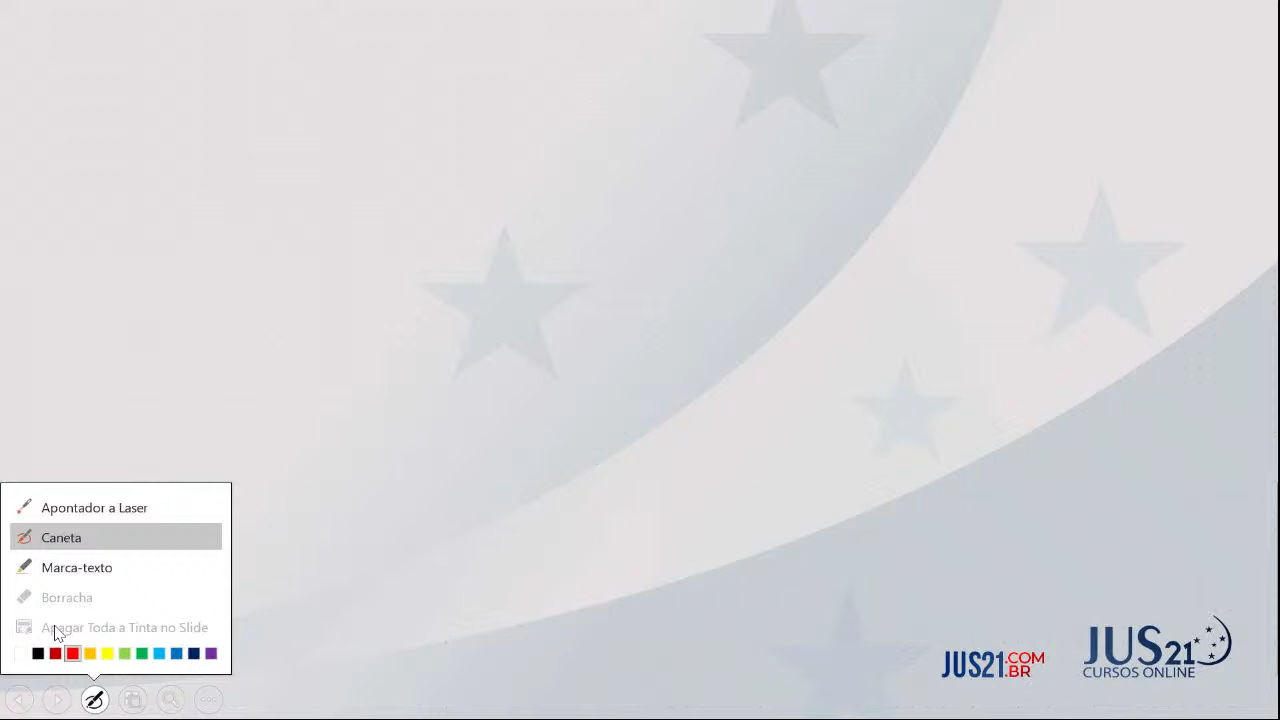 Apontador a Laser
Caneta
Marca-texto
Borracha
Apagar Toda a Tinta no Slide
JUS21.COM.BR
JUS21
CURSOS ONLINE